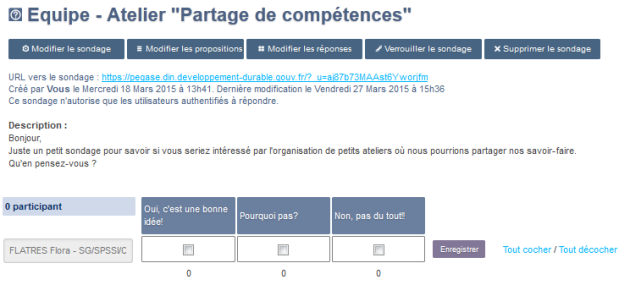 Equipe - Atelier "Partage de compétences"
Modifier le sondage Modifier les propositions Modifier les réponses Verrouiller le sondage Supprimer le sondage
URL vers le sondage : https://pegase.din.developpement-durable.gouv.fr/?_u=aj87b73MAAst6Yworjfm
Créé par Vous le Mercredi 18 Mars 2015 à 13h41. Dernière modification le Vendredi 27 Mars 2015 à 15h36
Ce sondage n'autorise que les utilisateurs authentifiés à répondre.
Description :
Bonjour,
Juste un petit sondage pour savoir si vous seriez intéressé par l'organisation de petits ateliers où nous pourrions partager nos savoir-faire.
Qu'en pensez-vous ?
0 participant
Oui, c'est une bonne
idée!
Pourquoi pas?
Non, pas du tout!!
FLATRES Flora - SG/SPSSI/C
Enregistrer
Tout cocher / Tout décocher
0 0 0